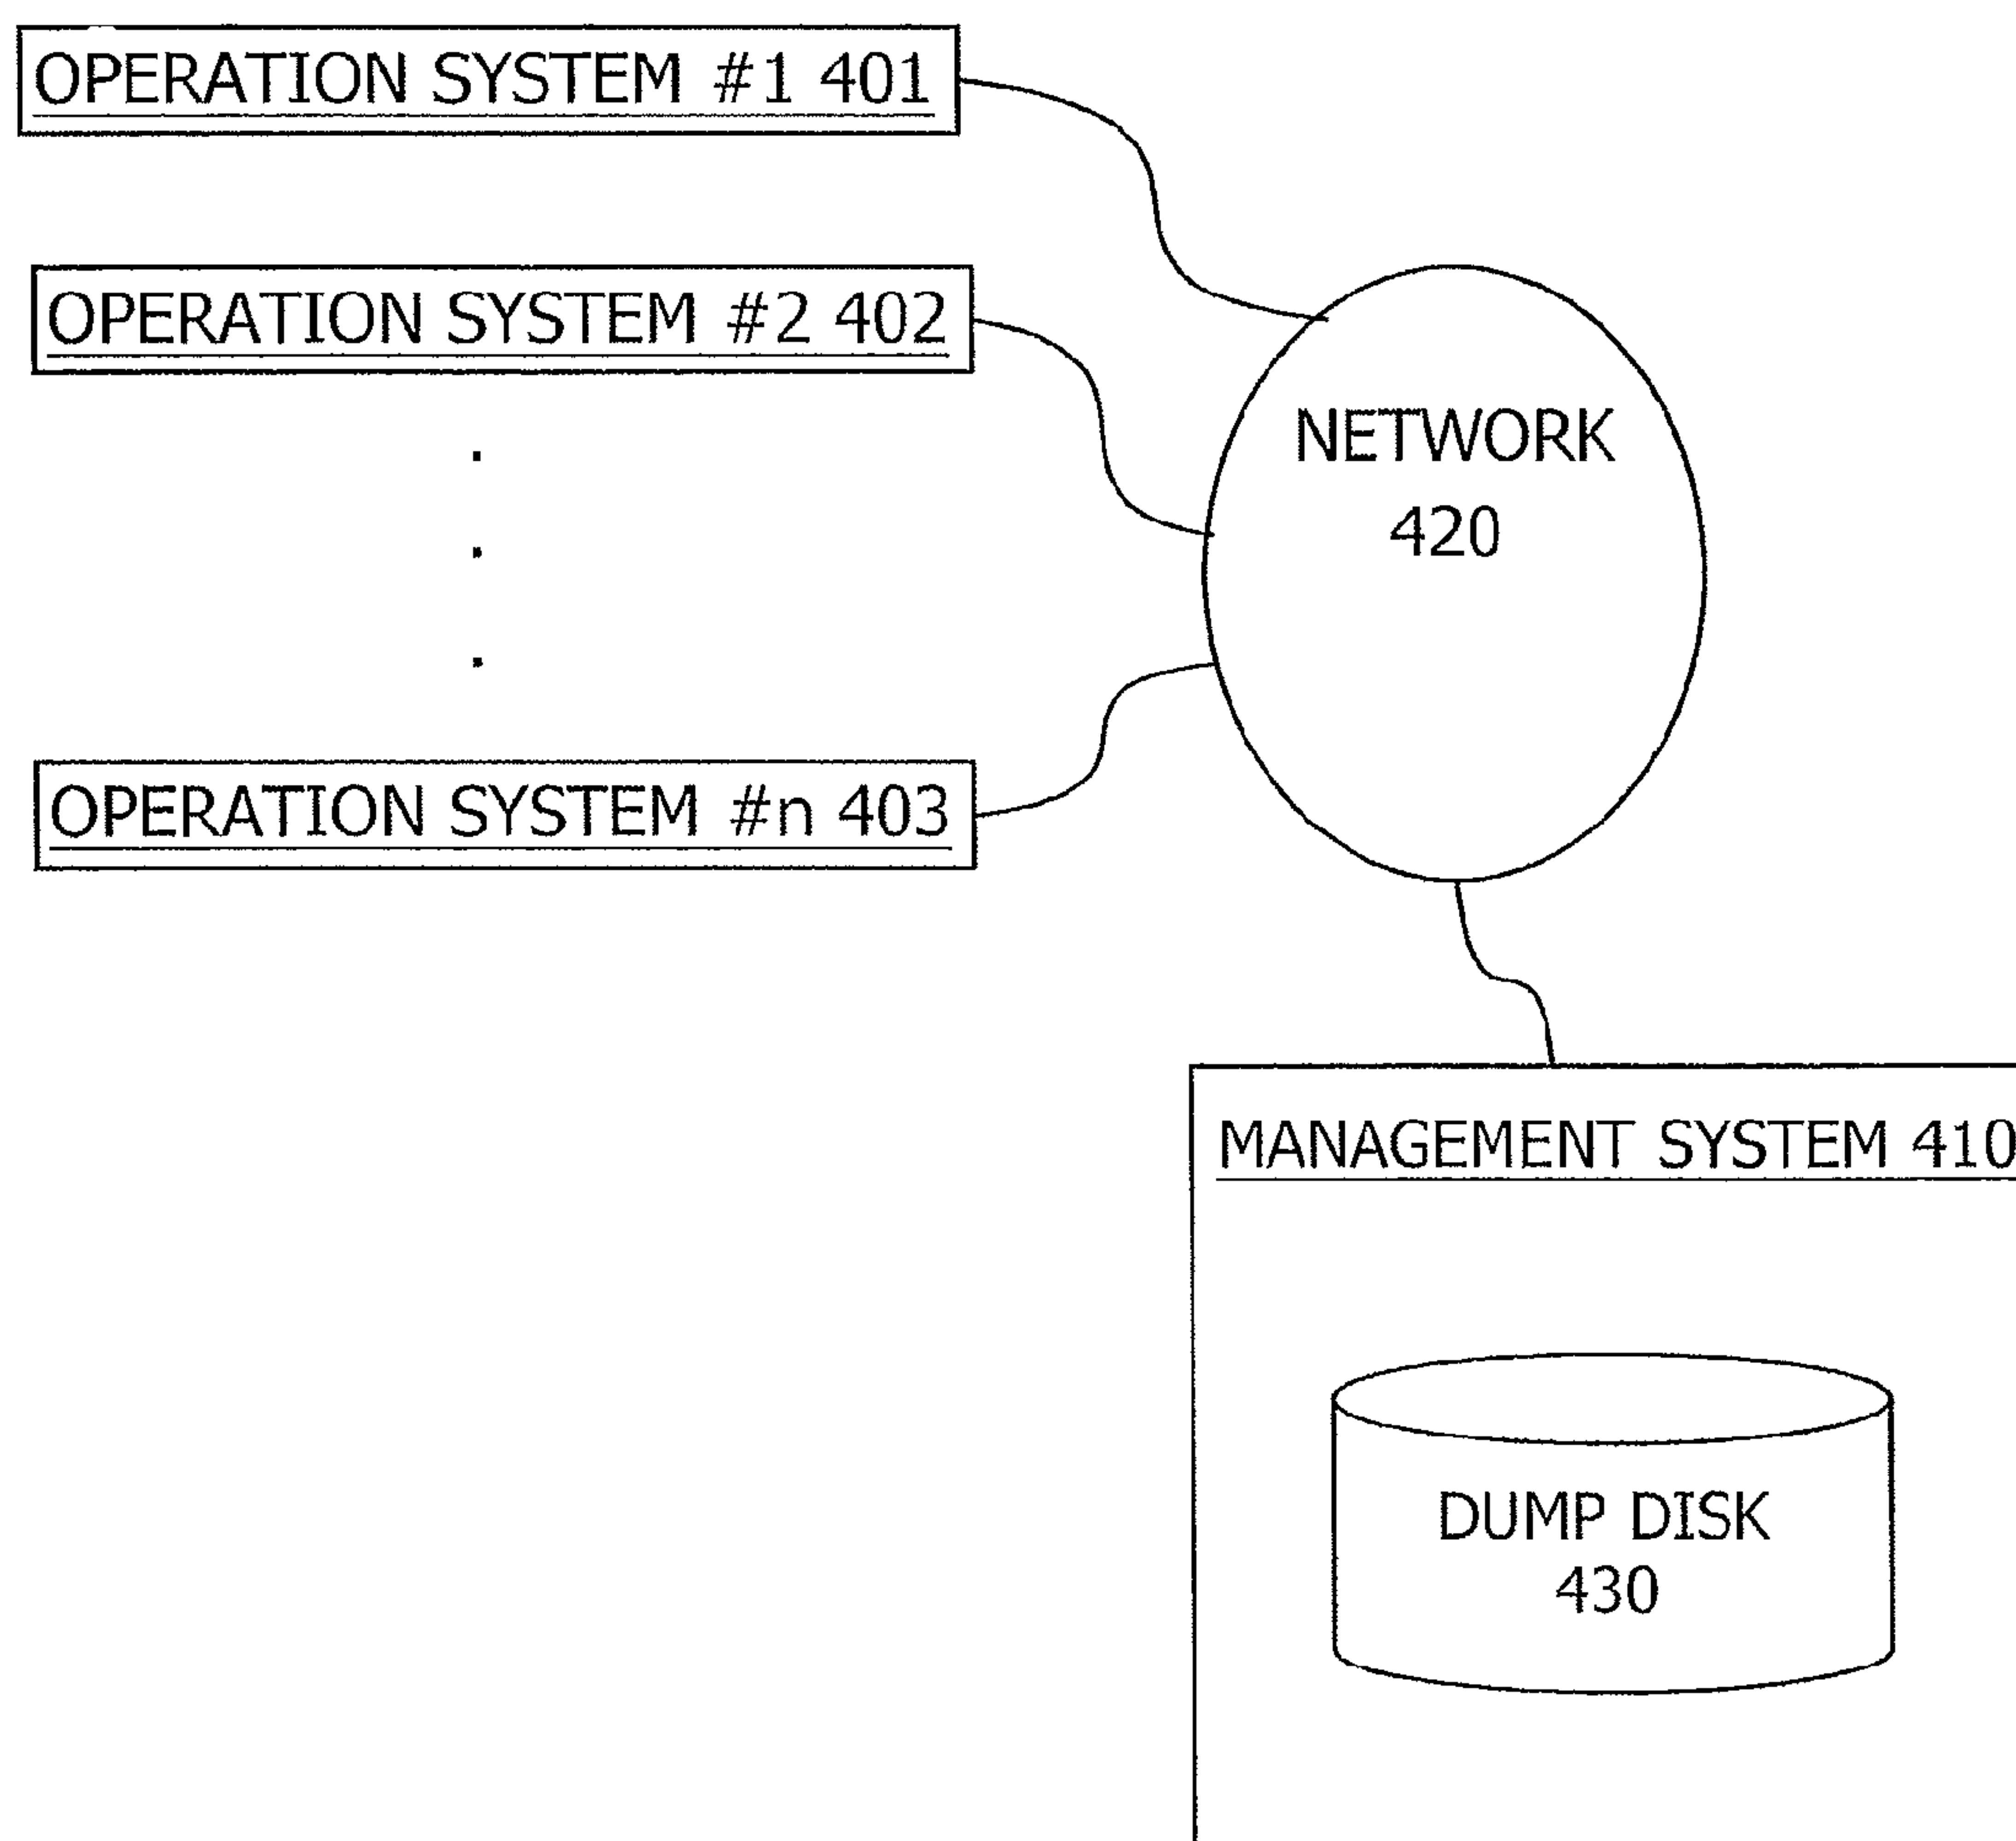 OPERATION SYSTEM #1 401
OPERATION SYSTEM #2 402
OPERATION SYSTEM #n 403
NETWORK
420
MANAGEMENT SYSTEM 410
DUMP DISK
430